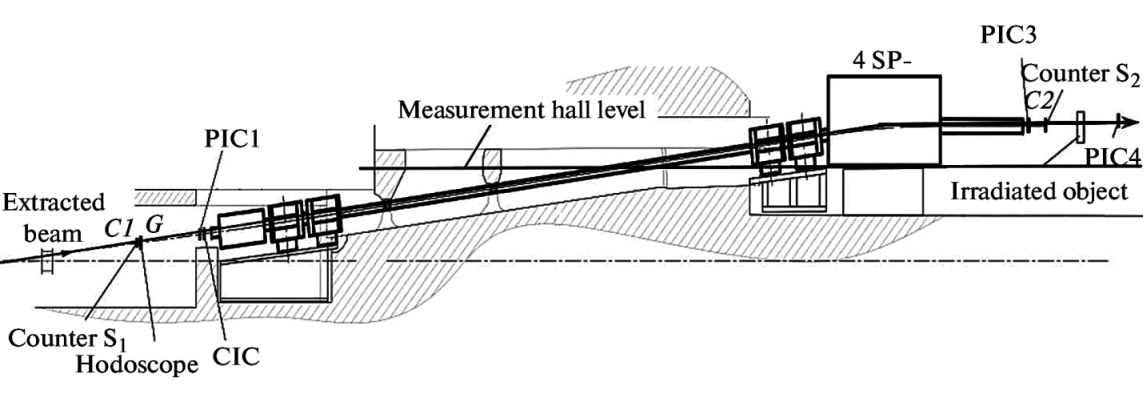 PIC3
4 SP-
Counter S2
C2
Measurement hall level
PIC1
PIC4
Extracted
beam
C1 G
Irradiated object
Counter S1
Hodoscope
CIC